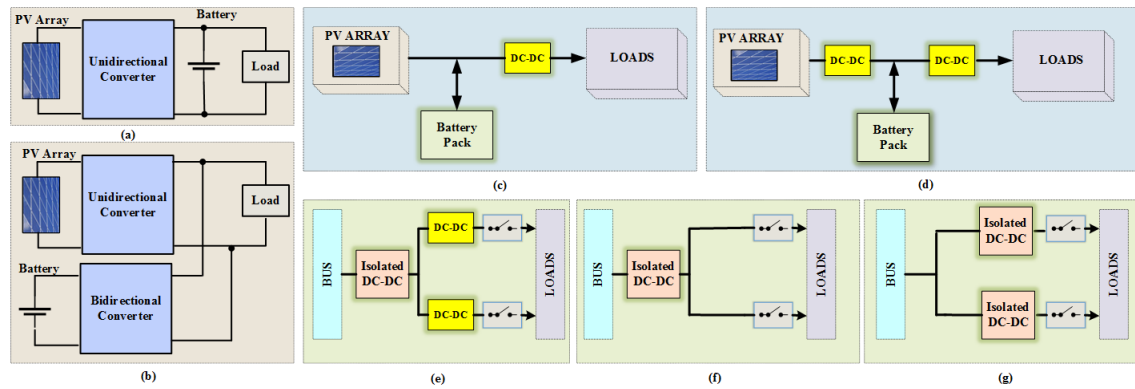 PV Array
Battery
Unidirectional
Converter
Load
(a)
PV Array
Unidirectional
Converter
Load
Battery
Bidirectional
Converter
(b)
PV ARRAY
DC-DC
LOADS
Battery
Pack
(c)
PV ARRAY
DC-DC
DC-DC
LOADS
Battery
Pack
(d)
BUS
Isolated
DC-DC
DC-DC
DC-DC
LOADS
(e)
BUS
Isolated
DC-DC
LOADS
(f)
BUS
Isolated
DC-DC
Isolated
DC-DC
LOADS
(g)